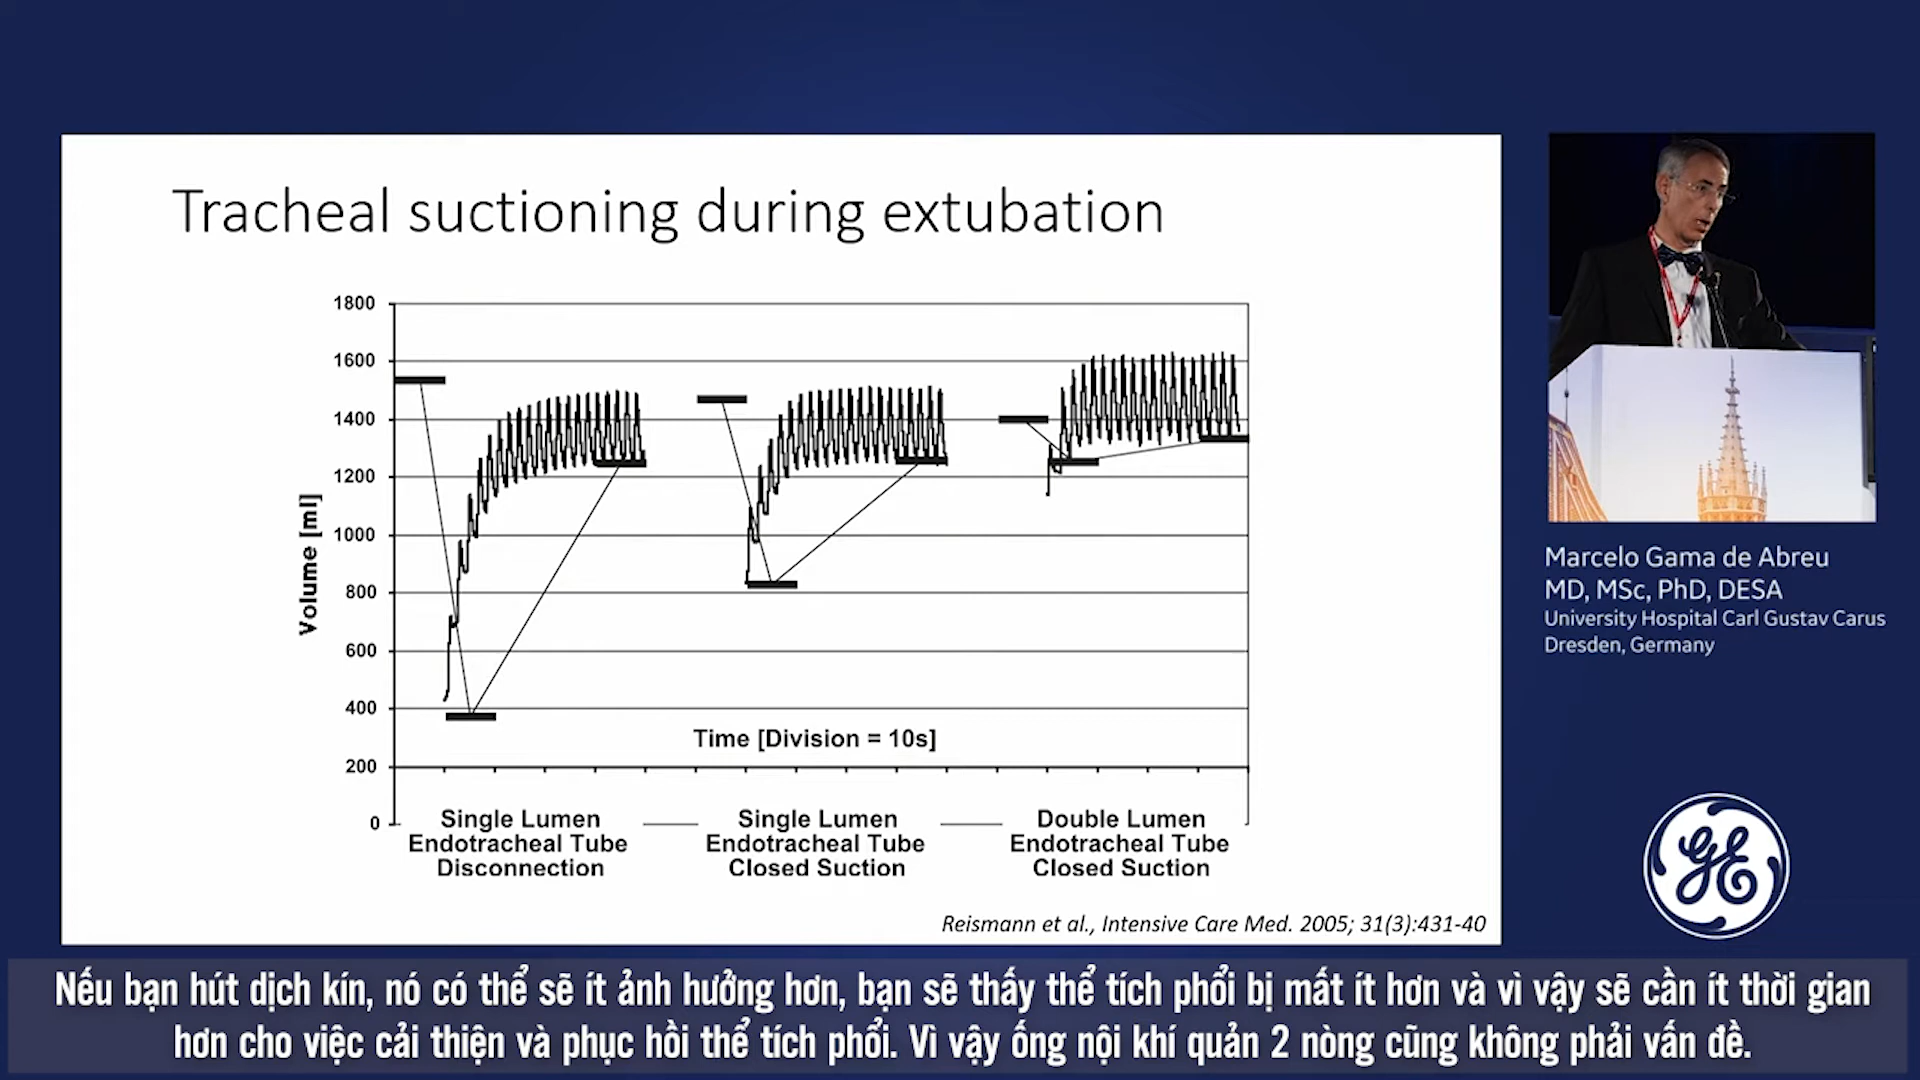 Tracheal suctioning during extubation
1800
1600
1400
1200
1000
800
600
400
200
0
Volume [ml]
Time [Division = 10s]
Single Lumen
Endotracheal Tube
Disconnection
Single Lumen
Endotracheal Tube
Closed Suction
Double Lumen
Endotracheal Tube
Closed Suction
Reismann et al., Intensive Care Med. 2005; 31(3):431-40
Marcelo Gama de Abreu
MD, MSc, PhD, DESA
University Hospital Carl Gustav Carus
Dresden, Germany
GE
Nếu bạn hút dịch kín, nó có thể sẽ ít ảnh hưởng hơn, bạn sẽ thấy thể tích phổi bị mất ít hơn và vì vậy sẽ cần ít thời gian
hơn cho việc cải thiện và phục hồi thể tích phổi. Vì vậy ống nội khí quản 2 nòng cũng không phải vấn đề.